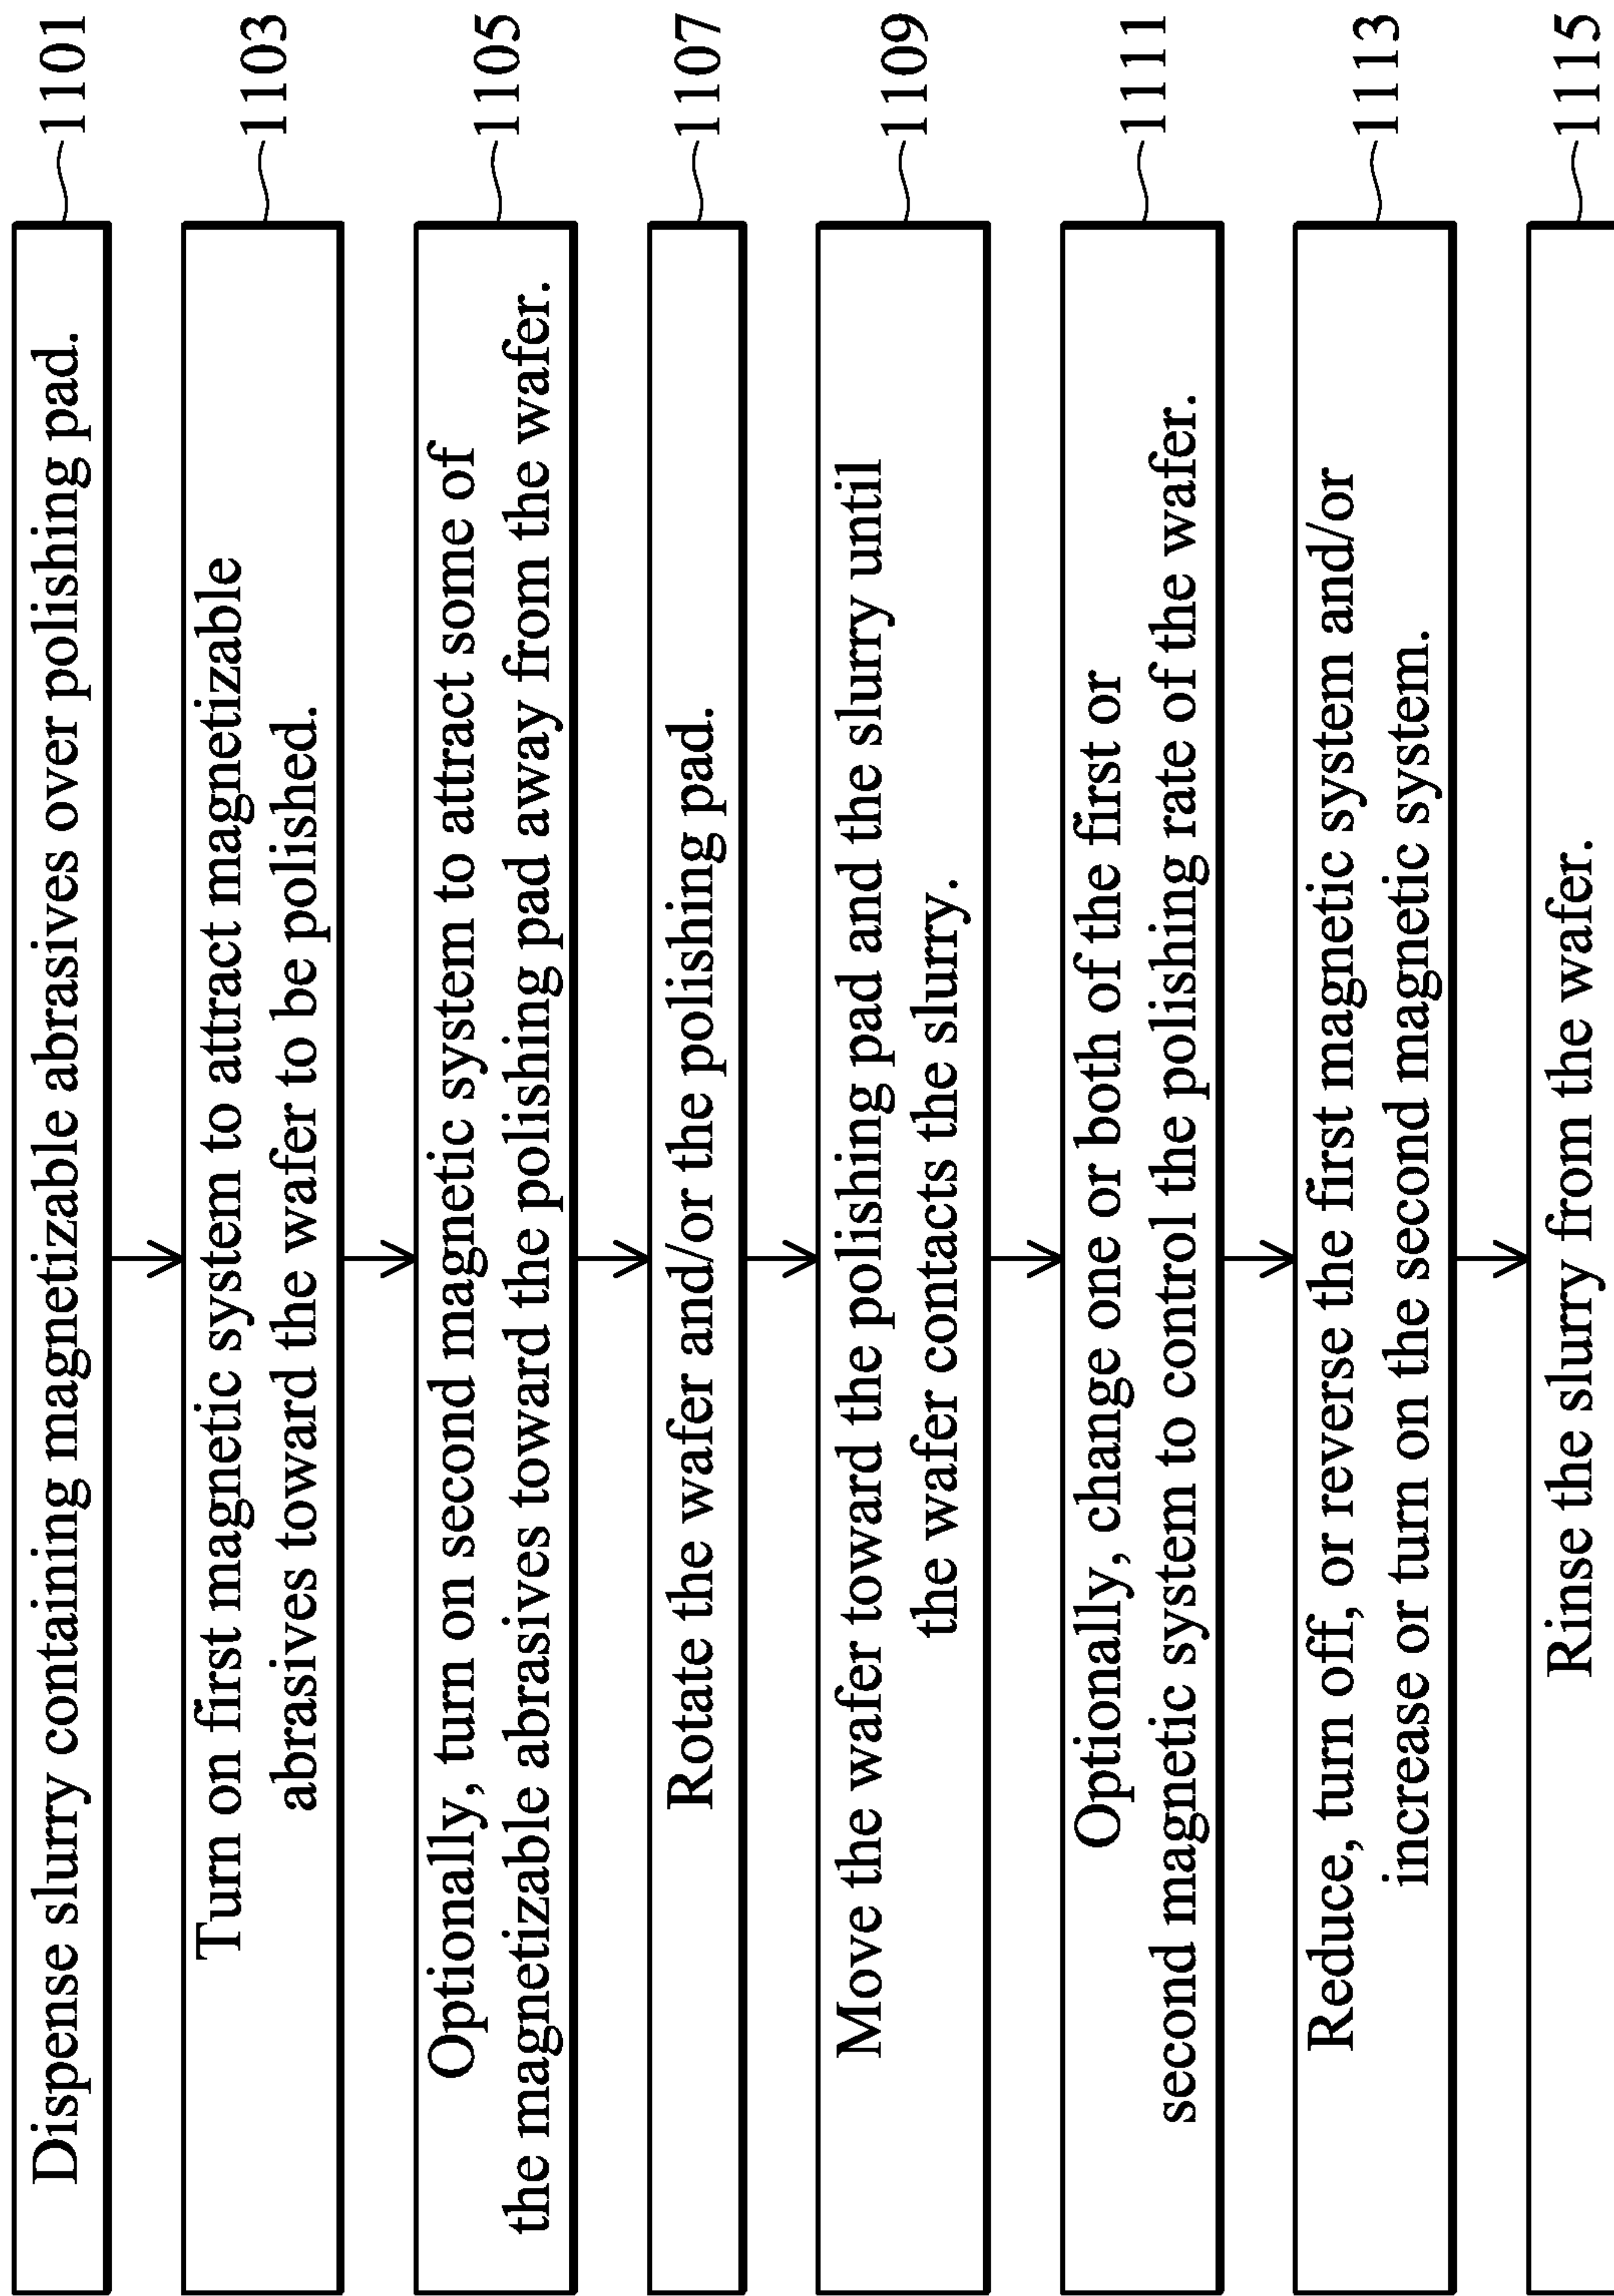 Dispense slurry containing magnetizable abrasives over polishing pad.
1101
Turn on first magnetic system to attract magnetizable
abrasives toward the wafer to be polished.
1103
Optionally, turn on second magnetic system to attract some of
the magnetizable abrasives toward the polishing pad away from the wafer.
1105
Rotate the wafer and/or the polishing pad.
1107
Move the wafer toward the polishing pad and the slurry until
the wafer contacts the slurry.
1109
Optionally, change one or both of the first or
second magnetic system to control the polishing rate of the wafer.
1111
Reduce, turn off, or reverse the first magnetic system and/or
increase or turn on the second magnetic system.
1113
Rinse the slurry from the wafer.
1115